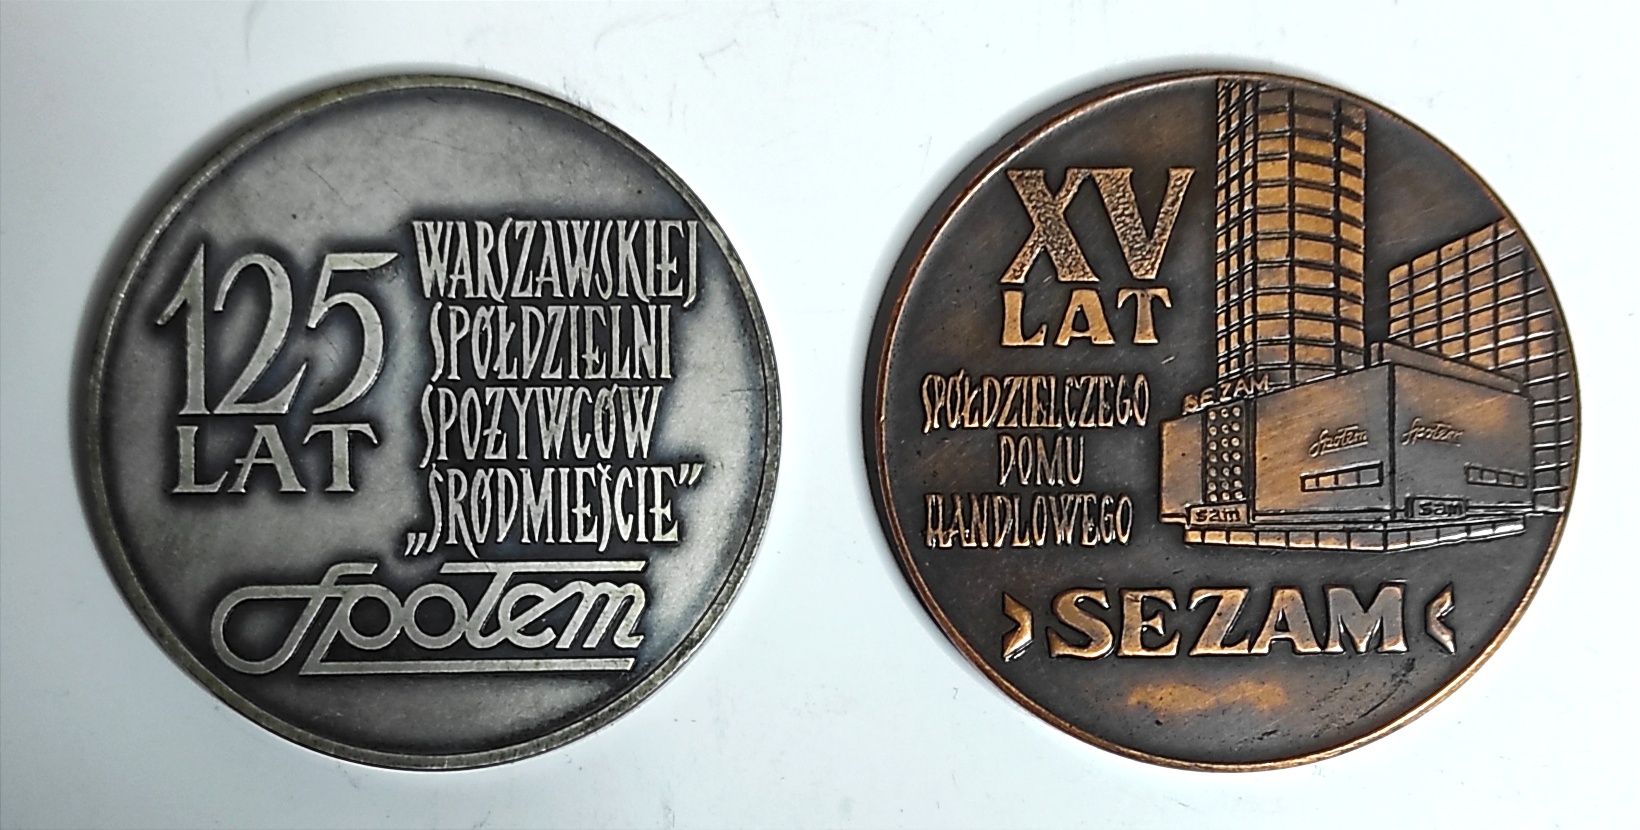 125
LAT
WARSZAWSKIEJ
SPÓŁDZIELNI
SPOŻYWCÓW
„ŚRÓDMIEŚCIE”
Społem
XV
LAT
SPÓŁDZIELCZEGO
DOMU
HANDLOWEGO
SEZAM
Społem
Społem
sam
sam
SEZAM